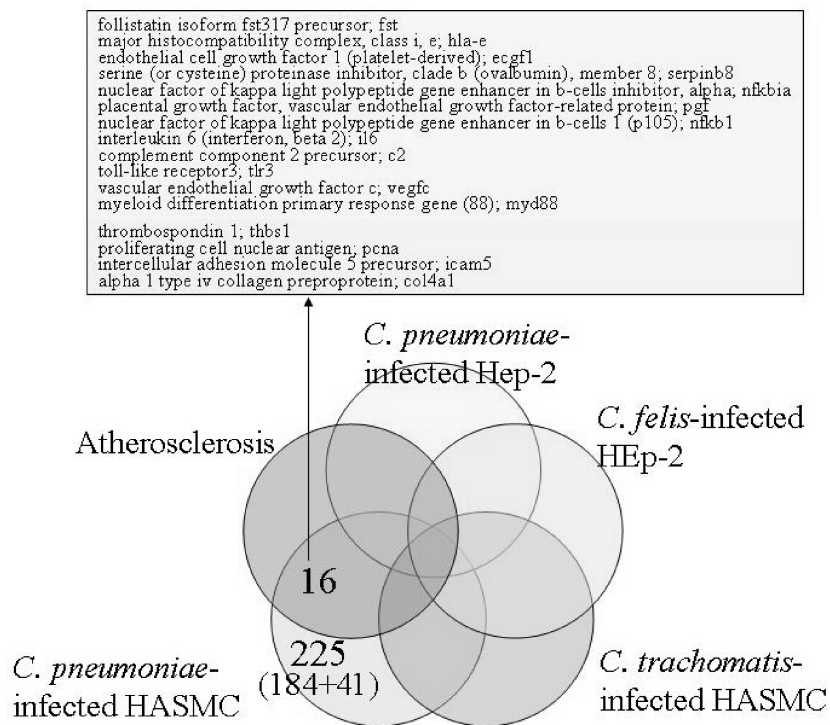 follistatin isoform fst317 precursor; fst
major histocompatibility complex, class i, e; hla-e
endothelial cell growth factor 1 (platelet-derived); ecgf1
serine (or cysteine) proteinase inhibitor, clade b (ovalbumin), member 8; serpinb8
nuclear factor of kappa light polypeptide gene enhancer in b-cells inhibitor, alpha; nfkbia
placental growth factor, vascular endothelial growth factor-related protein; pgf
nuclear factor of kappa light polypeptide gene enhancer in b-cells 1 (p105); nfkb1
interleukin 6 (interferon, beta 2); il6
complement component 2 precursor; c2
toll-like receptor3; tlr3
vascular endothelial growth factor c; vegfc
myeloid differentiation primary response gene (88); myd88
thrombospondin 1; thbs1
proliferating cell nuclear antigen; pcna
intercellular adhesion molecule 5 precursor; icam5
alpha 1 type iv collagen preproprotein; col4a1
C. pneumoniae-
infected Hep-2
C. felis-infected
HEp-2
Atherosclerosis
16
225
(184+41)
C. pneumoniae-
infected HASMC
C. trachomatis-
infected HASMC